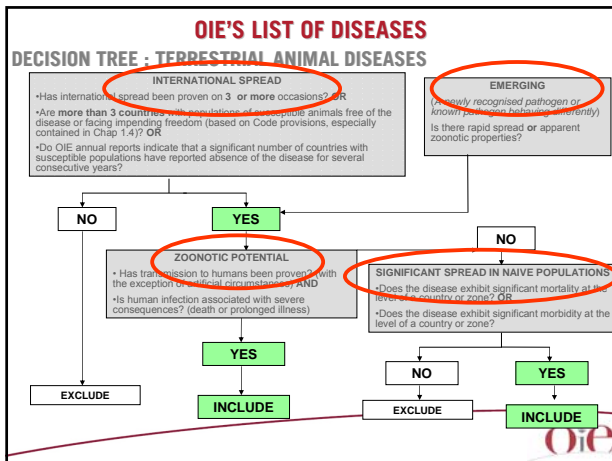 OIE'S LIST OF DISEASES
DECISION TREE : TERRESTRIAL ANIMAL DISEASES
INTERNATIONAL SPREAD
•Has international spread been proven on 3 or more occasions? OR
•Are more than 3 countries with populations of susceptible animals free of the
disease or facing impending freedom (based on Code provisions, especially
contained in Chap 1.4)? OR
•Do OIE annual reports indicate that a significant number of countries with
susceptible populations have reported absence of the disease for several
consecutive years?
EMERGING
(A newly recognised pathogen or
known pathogen behaving differently)
Is there rapid spread or apparent
zoonotic properties?
NO
YES
NO
ZOONOTIC POTENTIAL
• Has transmission to humans been proven? (with
the exception of artificial circumstances) AND
•Is human infection associated with severe
consequences? (death or prolonged illness)
SIGNIFICANT SPREAD IN NAIVE POPULATIONS
•Does the disease exhibit significant mortality at the
level of a country or zone? OR
•Does the disease exhibit significant morbidity at the
level of a country or zone?
YES
NO
YES
EXCLUDE
INCLUDE
EXCLUDE
INCLUDE
Oie